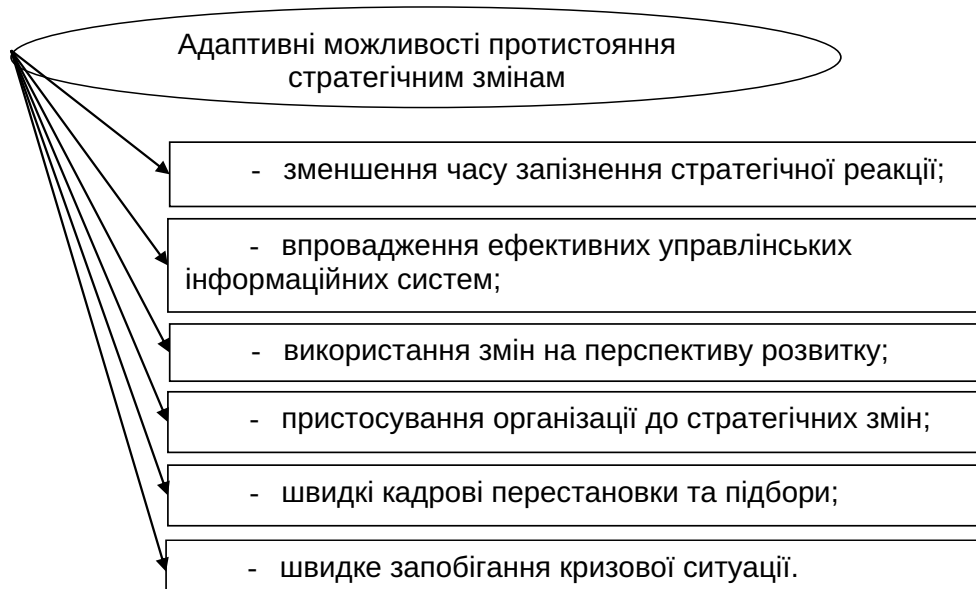 Адаптивні можливості протистояння
стратегічним змінам
- зменшення часу запізнення стратегічної реакції;
- впровадження ефективних управлінських
інформаційних систем;
- використання змін на перспективу розвитку;
- пристосування організації до стратегічних змін;
- швидкі кадрові перестановки та підбори;
- швидке запобігання кризової ситуації.